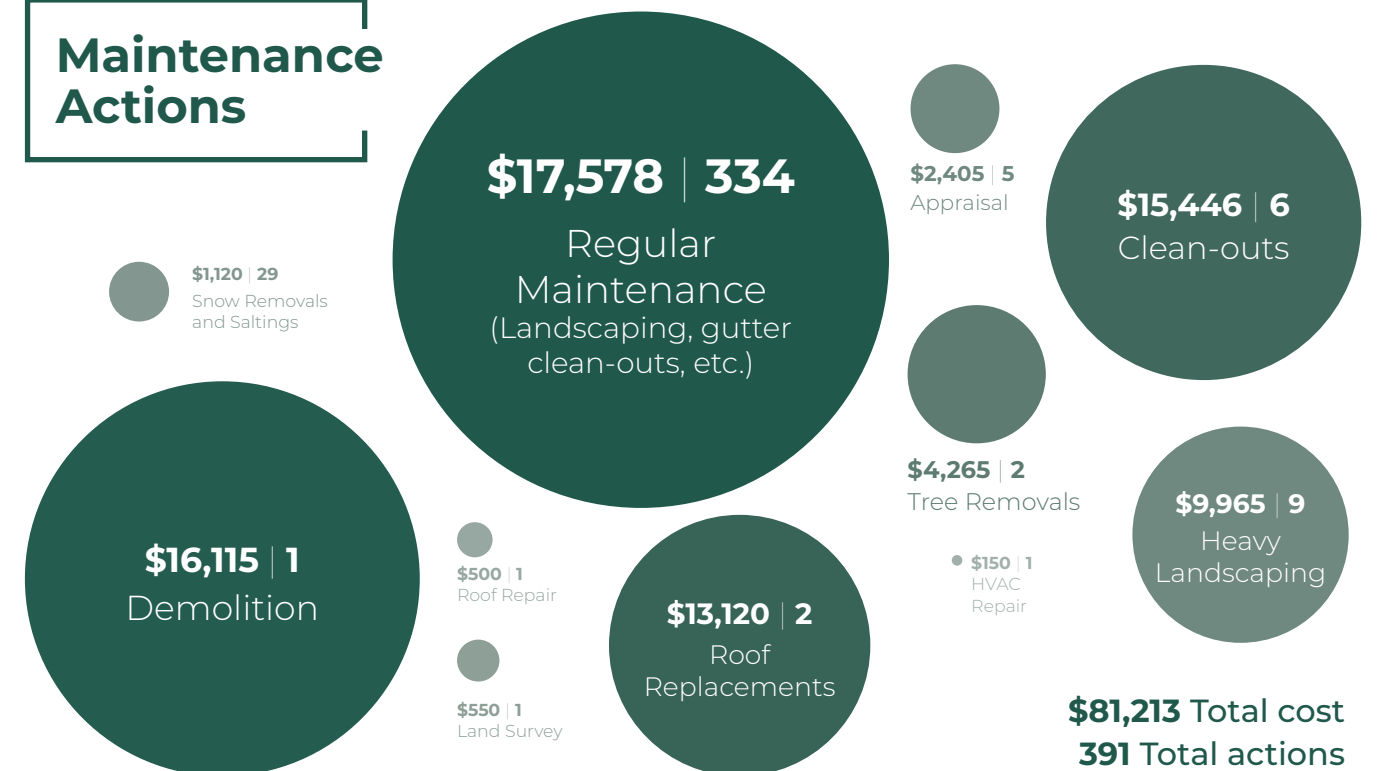 Maintenance
Actions
$17,578 | 334
Regular
Maintenance
(Landscaping, gutter
clean-outs, etc.)
$2,405 | 5
Appraisal
$15,446 | 6
Clean-outs
$1,120 | 29
Snow Removals
and Saltings
$4,265 | 2
Tree Removals
$9,965 | 9
Heavy
Landscaping
$16,115 | 1
Demolition
$500 | 1
Roof Repair
$150 | 1
HVAC
Repair
$13,120 | 2
Roof
Replacements
$550 | 1
Land Survey
$81,213 Total cost
391 Total actions